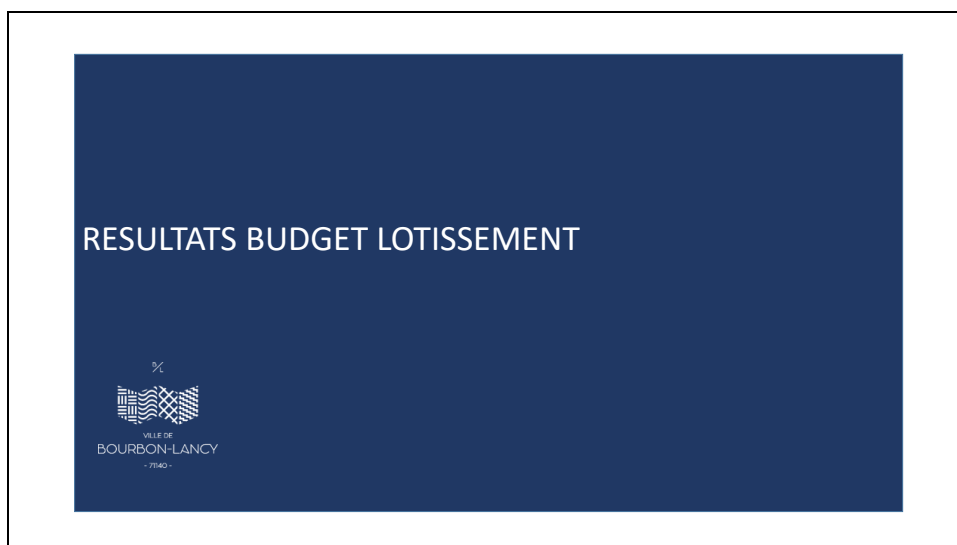 RESULTATS BUDGET LOTISSEMENT
B/L
VILLE DE
BOURBON-LANCY
- 71140 -